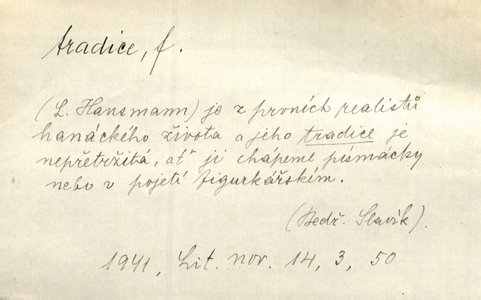 tradice, f.
(L. Hansmann) je z prvních realistů
hanáckého života a jeho tradice je
nepřetržitá, ať ji chápeme písmácky
nebo v pojetí figurkářském.
(Bedř. Slavík).
1941, Lit. nov. 14, 3, 50